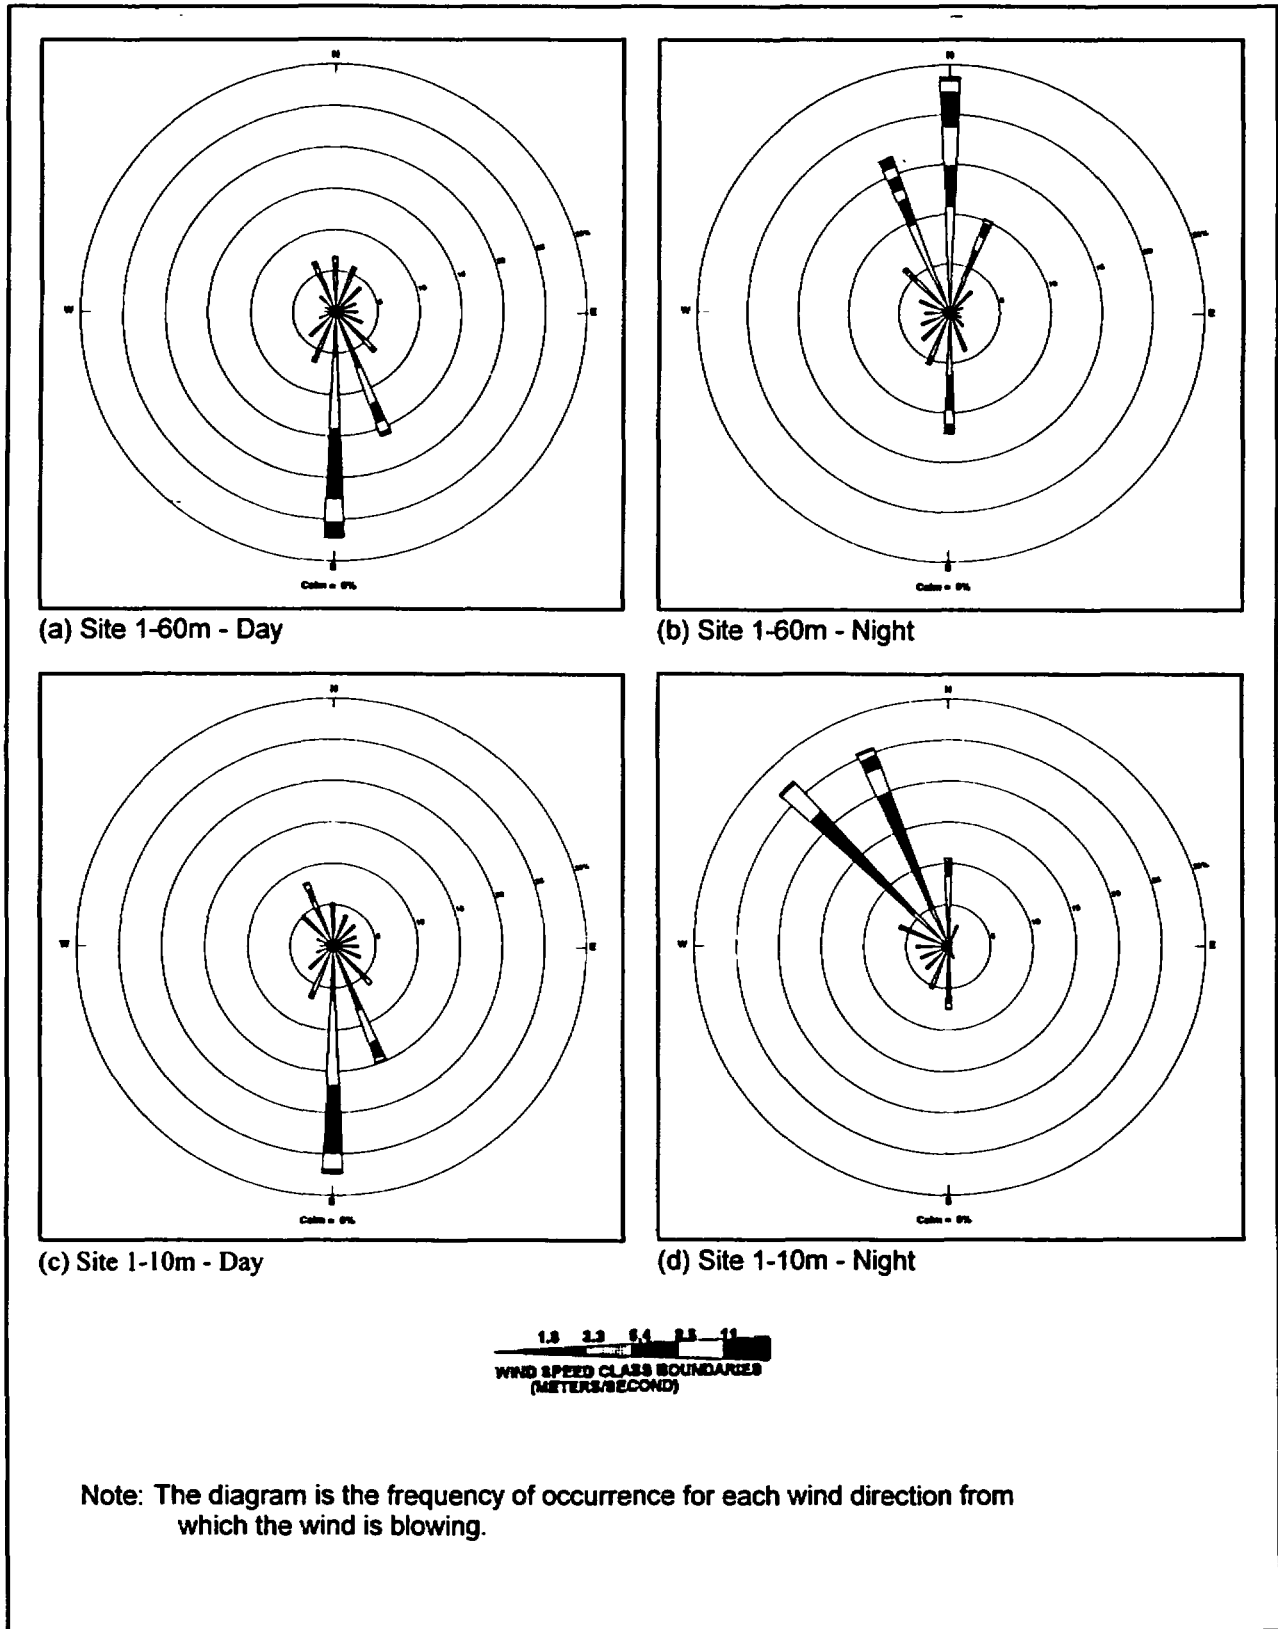 N
W
E
S
Calm = 0%
(a) Site 1-60m - Day
N
W
E
S
Calm = 0%
(b) Site 1-60m - Night
N
W
E
S
Calm = 0%
(c) Site 1-10m - Day
N
W
E
S
Calm = 0%
(d) Site 1-10m - Night
WIND SPEED CLASS BOUNDARIES
(METERS/SECOND)
Note: The diagram is the frequency of occurrence for each wind direction from
which the wind is blowing.